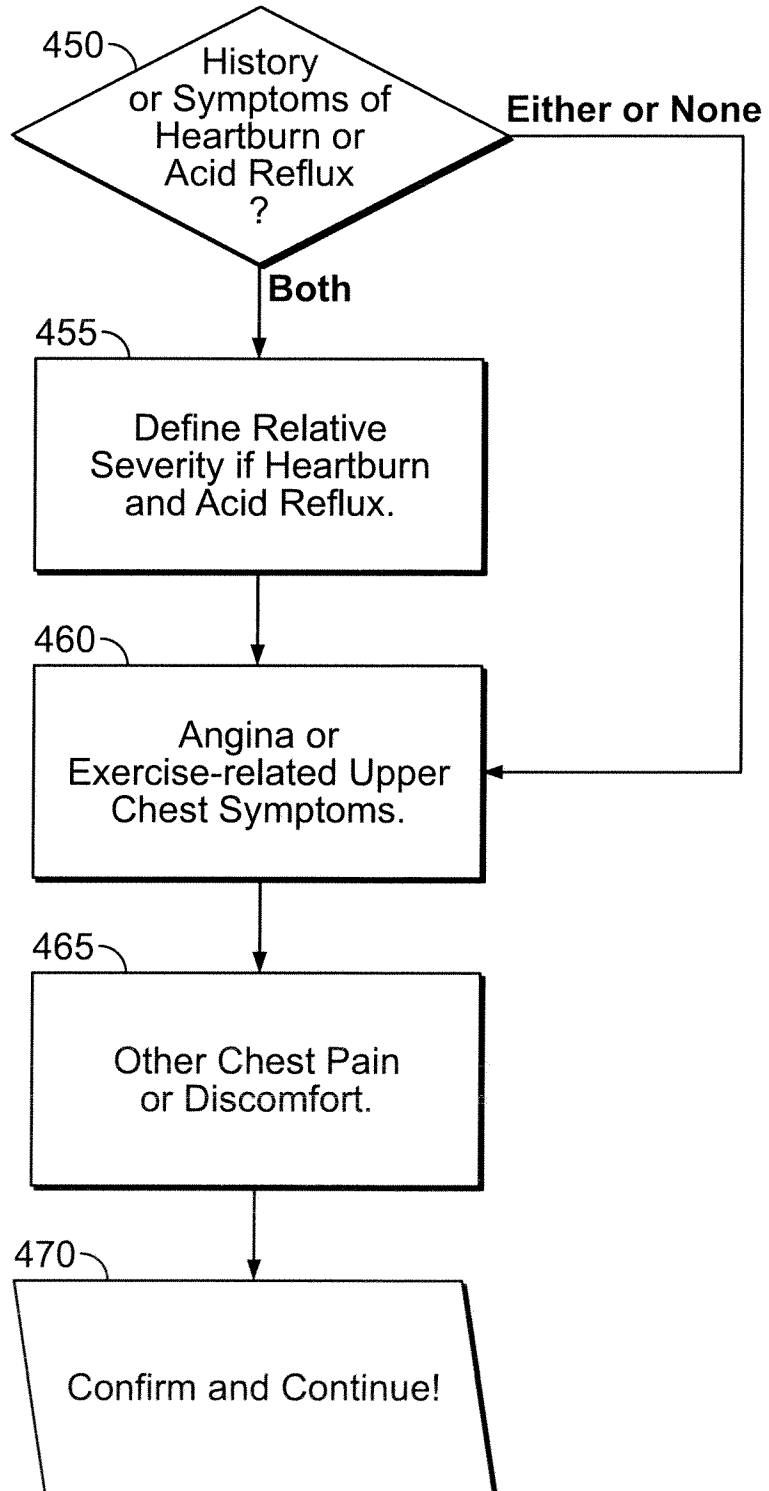 450
History
or Symptoms of
Heartburn or
Acid Reflux
?
Either or None
Both
455
Define Relative
Severity if Heartburn
and Acid Reflux.
460
Angina or
Exercise-related Upper
Chest Symptoms.
465
Other Chest Pain
or Discomfort.
470
Confirm and Continue!